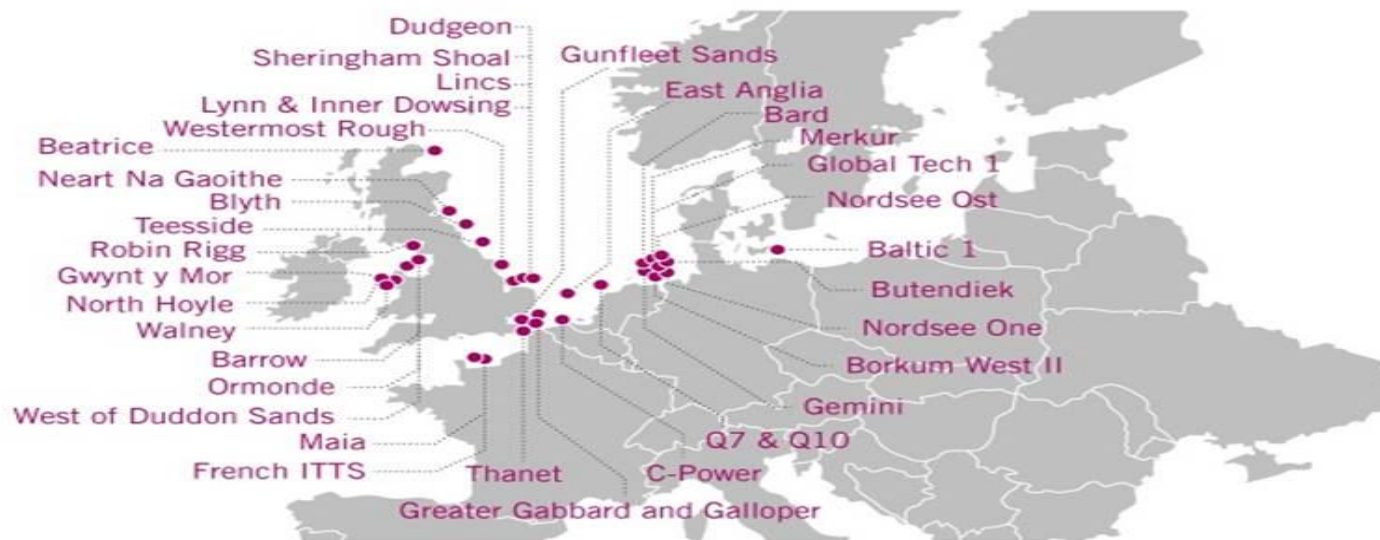 Dudgeon
Sheringham Shoal
Lincs
Lynn & Inner Dowsing
Westermost Rough
Beatrice
Neart Na Gaoithe
Blyth
Teesside
Robin Rigg
Gwynt y Mor
North Hoyle
Walney
Barrow
Ormonde
West of Duddon Sands
Maia
French ITTS
Thanet
Greater Gabbard and Galloper
C-Power
Q7 & Q10
Gemini
Borkum West II
Nordsee One
Butendiek
Baltic 1
Nordsee Ost
Global Tech 1
Merkur
Bard
East Anglia
Gunfleet Sands